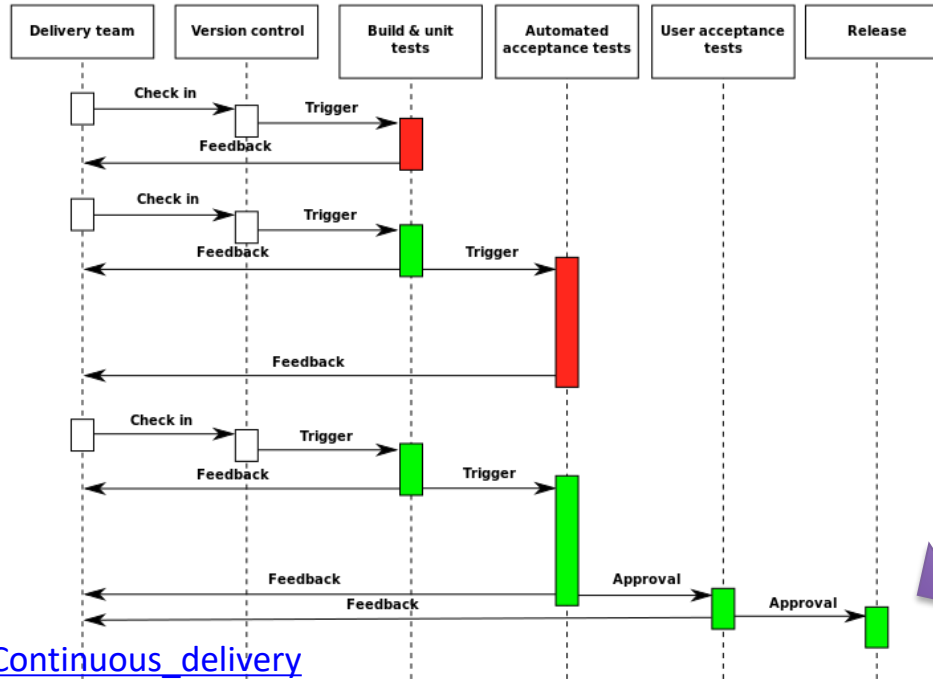 Delivery team
Version control
Build & unit
tests
Automated
acceptance tests
User acceptance
tests
Release
Check in
Trigger
Feedback
Check in
Trigger
Feedback
Trigger
Feedback
Check in
Trigger
Feedback
Trigger
Feedback
Approval
Feedback
Approval
Continuous_delivery